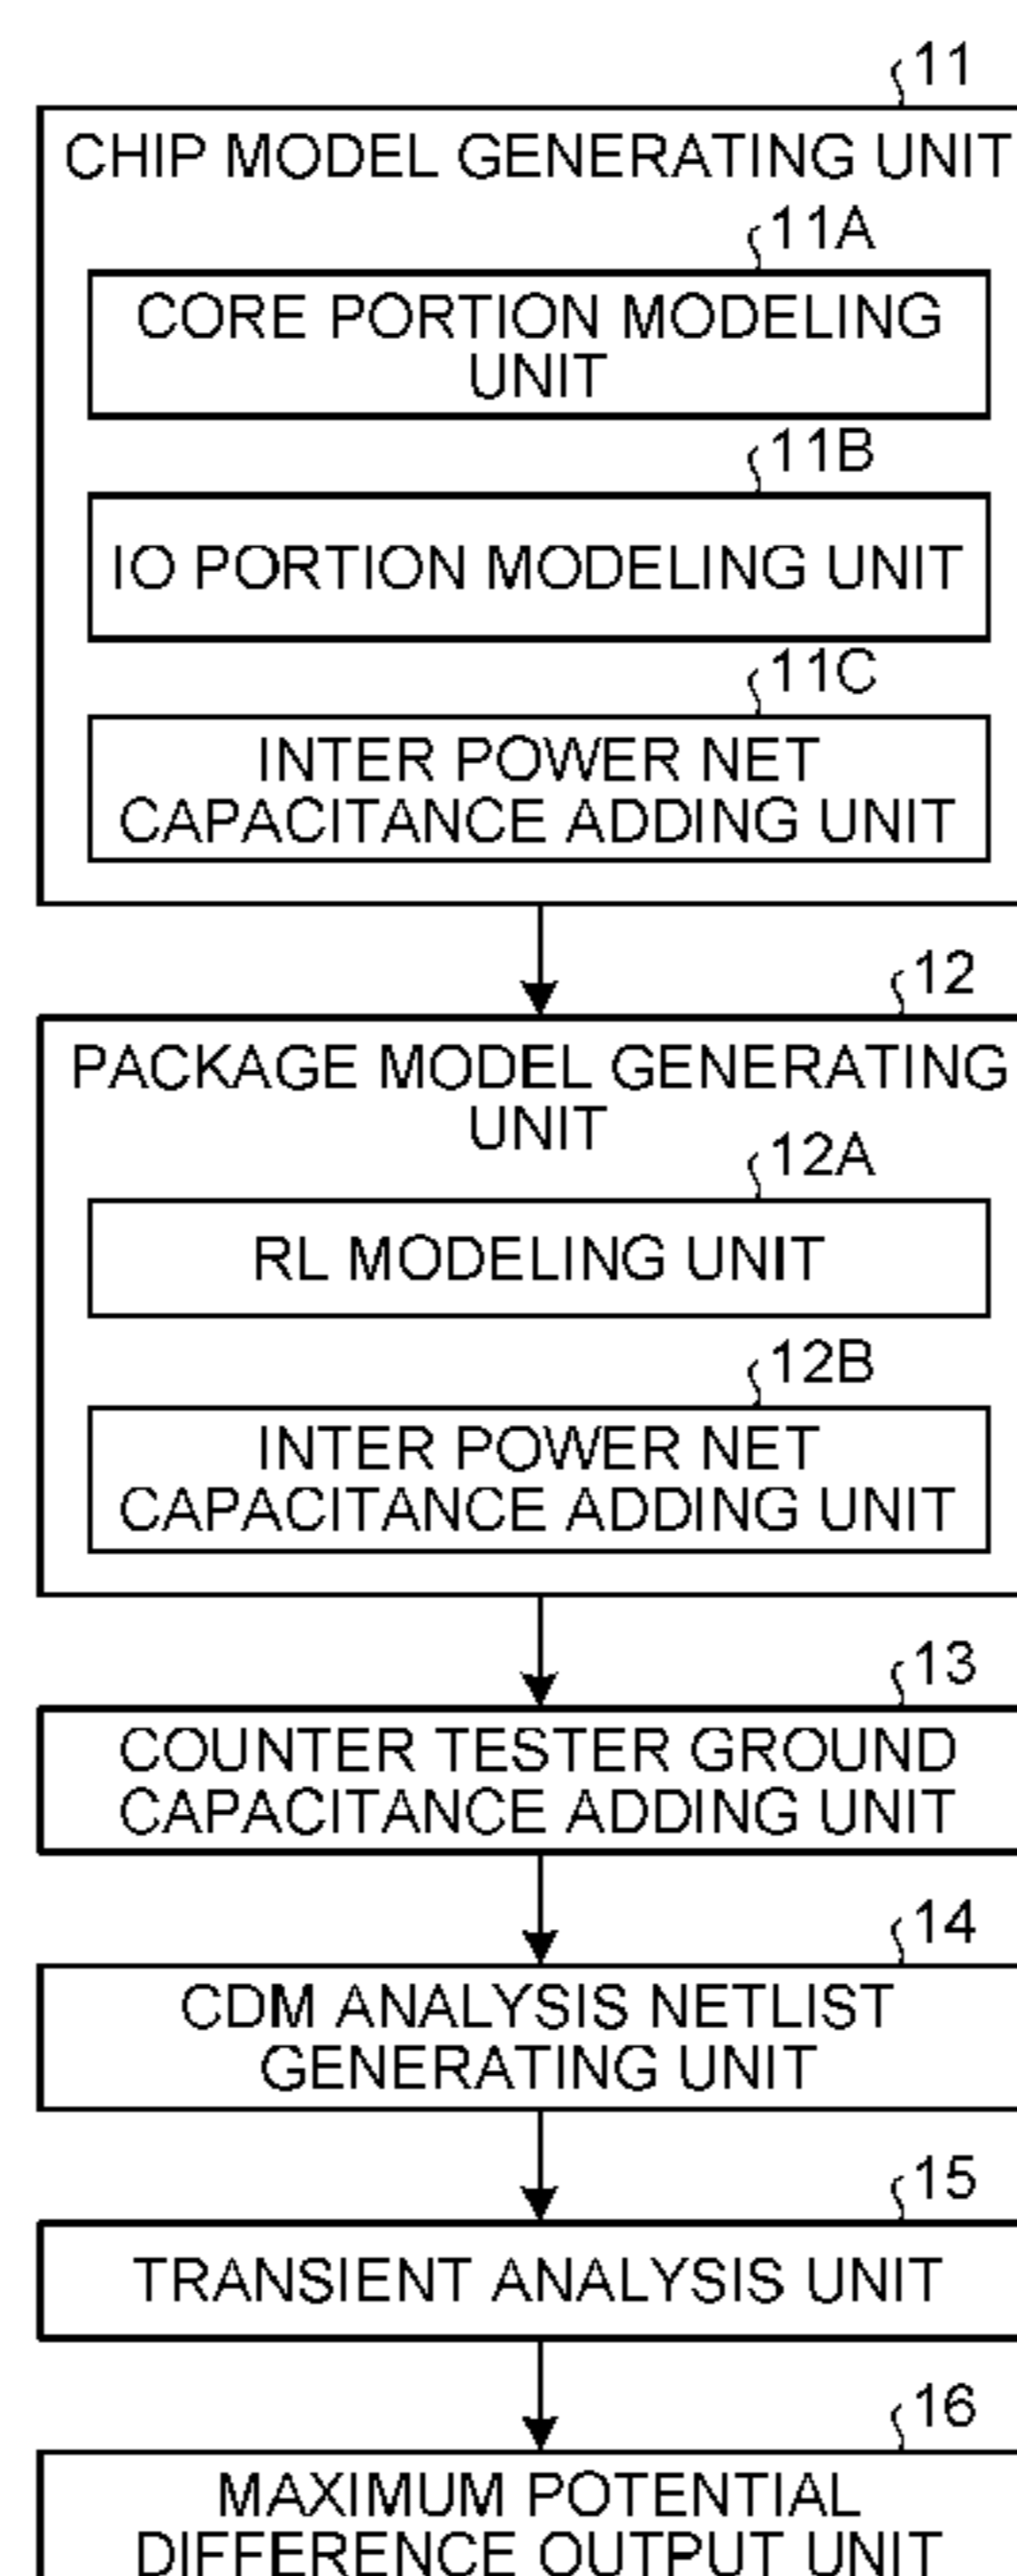 11
CHIP MODEL GENERATING UNIT
11A
CORE PORTION MODELING
UNIT
11B
IO PORTION MODELING UNIT
11C
INTER POWER NET
CAPACITANCE ADDING UNIT
12
PACKAGE MODEL GENERATING
UNIT
12A
RL MODELING UNIT
12B
INTER POWER NET
CAPACITANCE ADDING UNIT
13
COUNTER TESTER GROUND
CAPACITANCE ADDING UNIT
14
CDM ANALYSIS NETLIST
GENERATING UNIT
15
TRANSIENT ANALYSIS UNIT
16
MAXIMUM POTENTIAL
DIFFERENCE OUTPUT UNIT